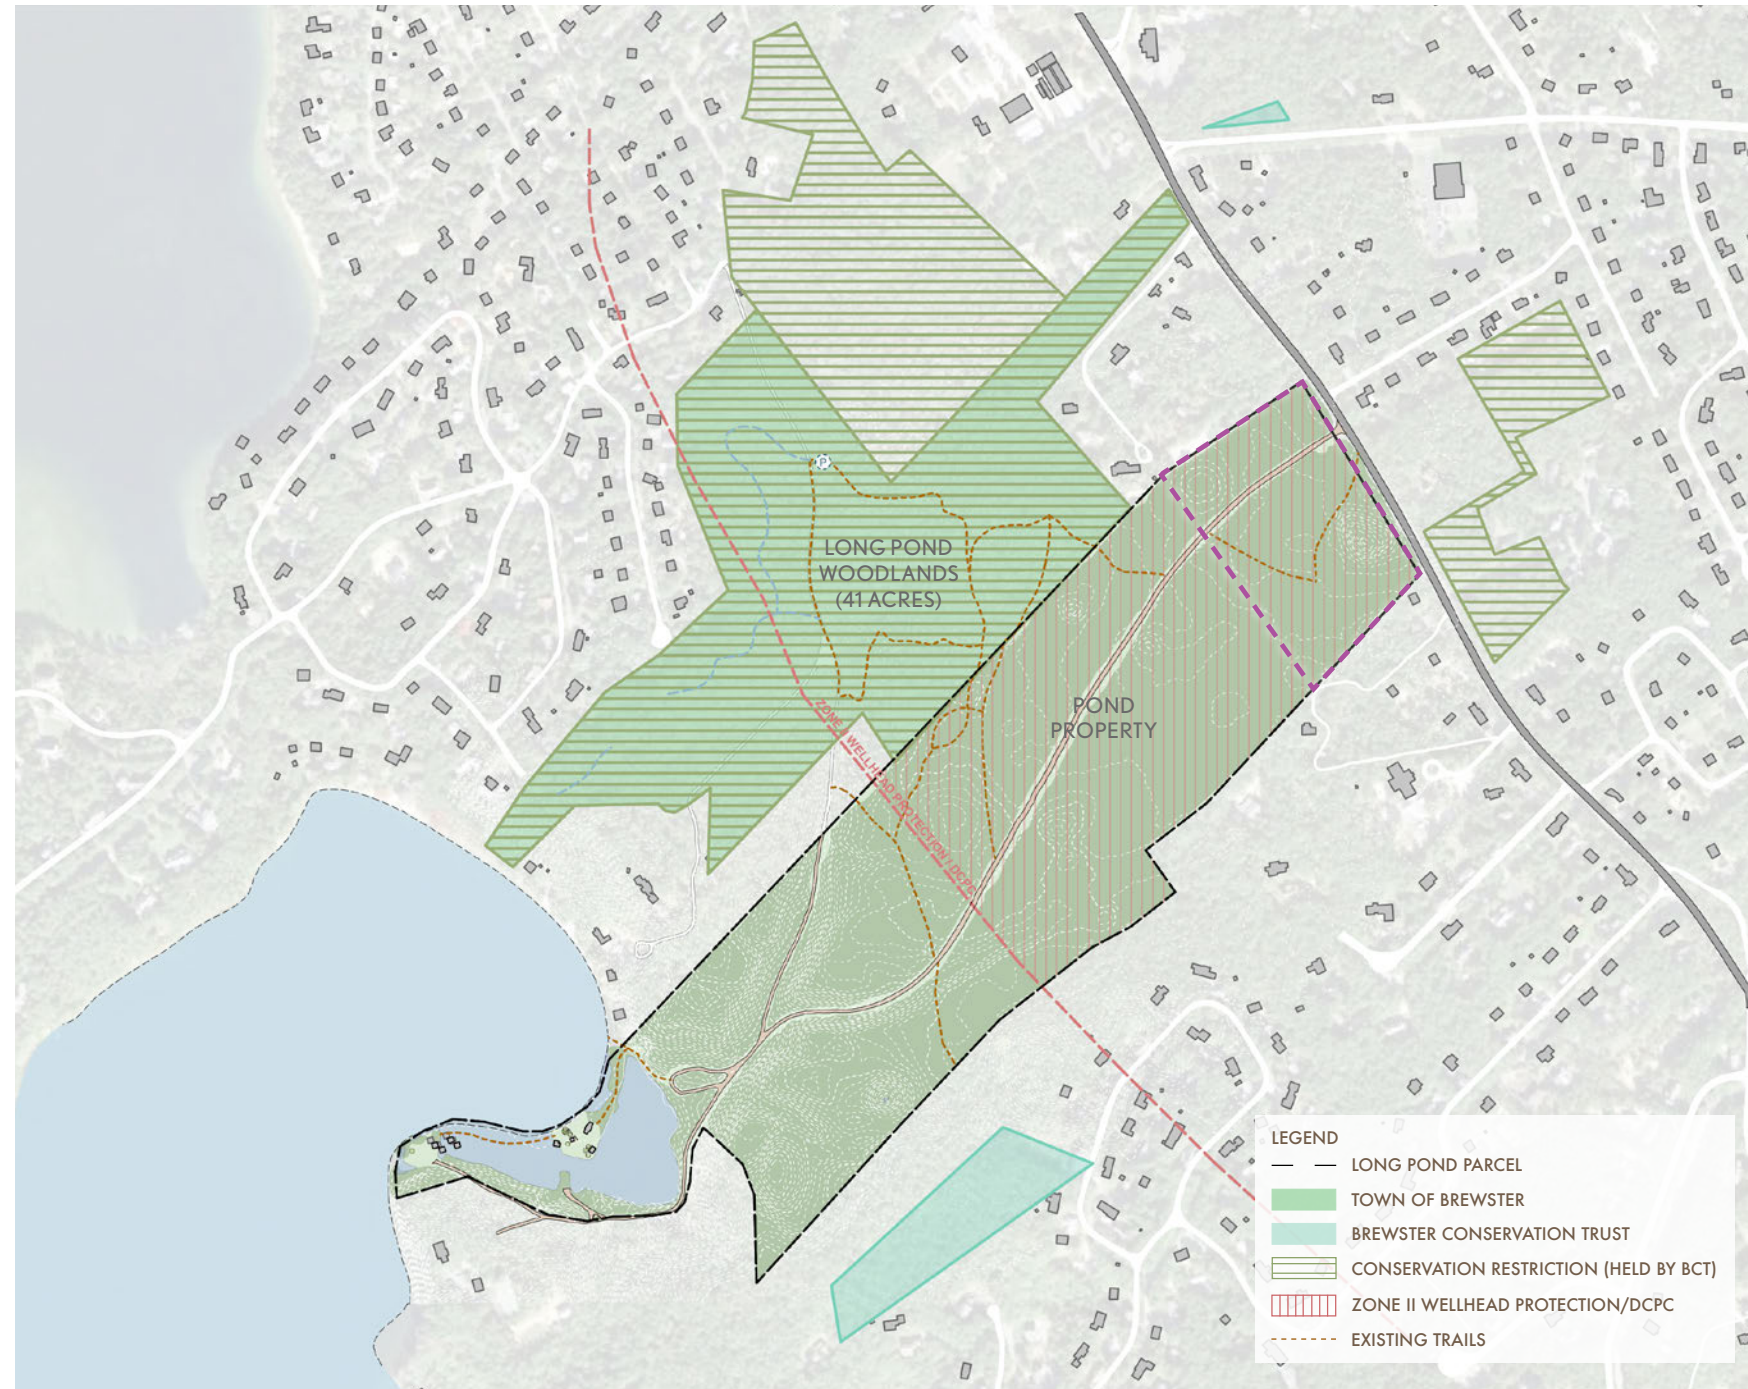 P
LONG POND
WOODLANDS
(41 ACRES)
POND
PROPERTY
ZONE II WELLHEAD PROTECTION / DCPC
LEGEND
LONG POND PARCEL
TOWN OF BREWSTER
BREWSTER CONSERVATION TRUST
CONSERVATION RESTRICTION (HELD BY BCT)
ZONE II WELLHEAD PROTECTION/DCPC
EXISTING TRAILS